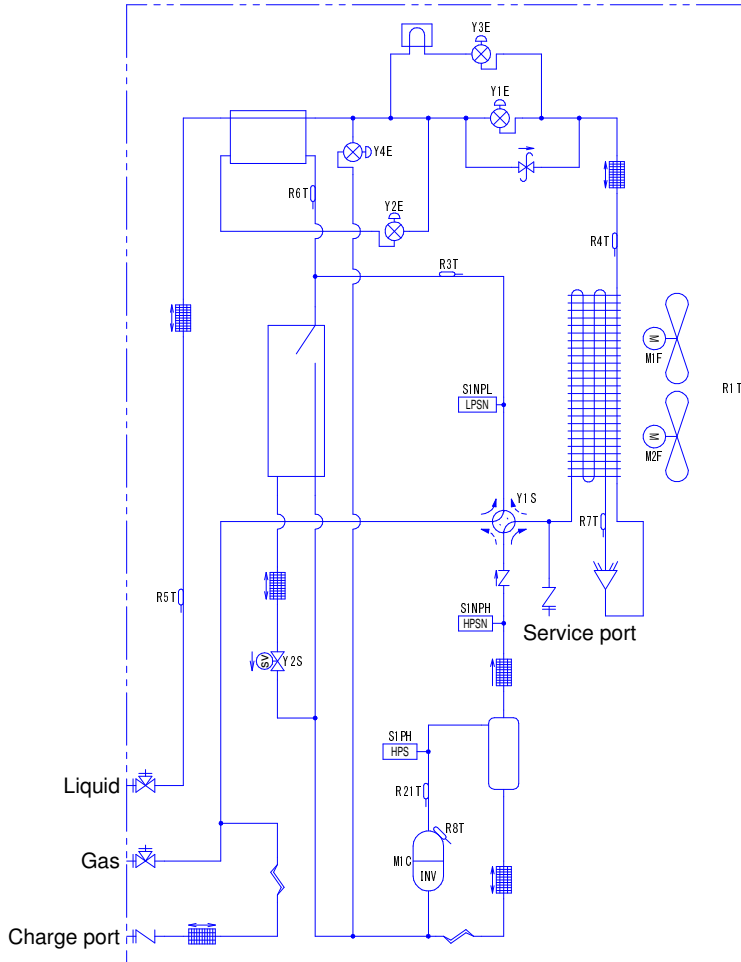 Y3E
Y1E
Y4E
R6T
Y2E
R4T
R3T
M
M1F
R1T
S1NPL
LPSN
M
M2F
Y1S
R7T
R5T
S1NPH
HPSN
Service port
SV
Y2S
S1PH
HPS
Liquid
R21T
R8T
M1C
INV
Gas
Charge port